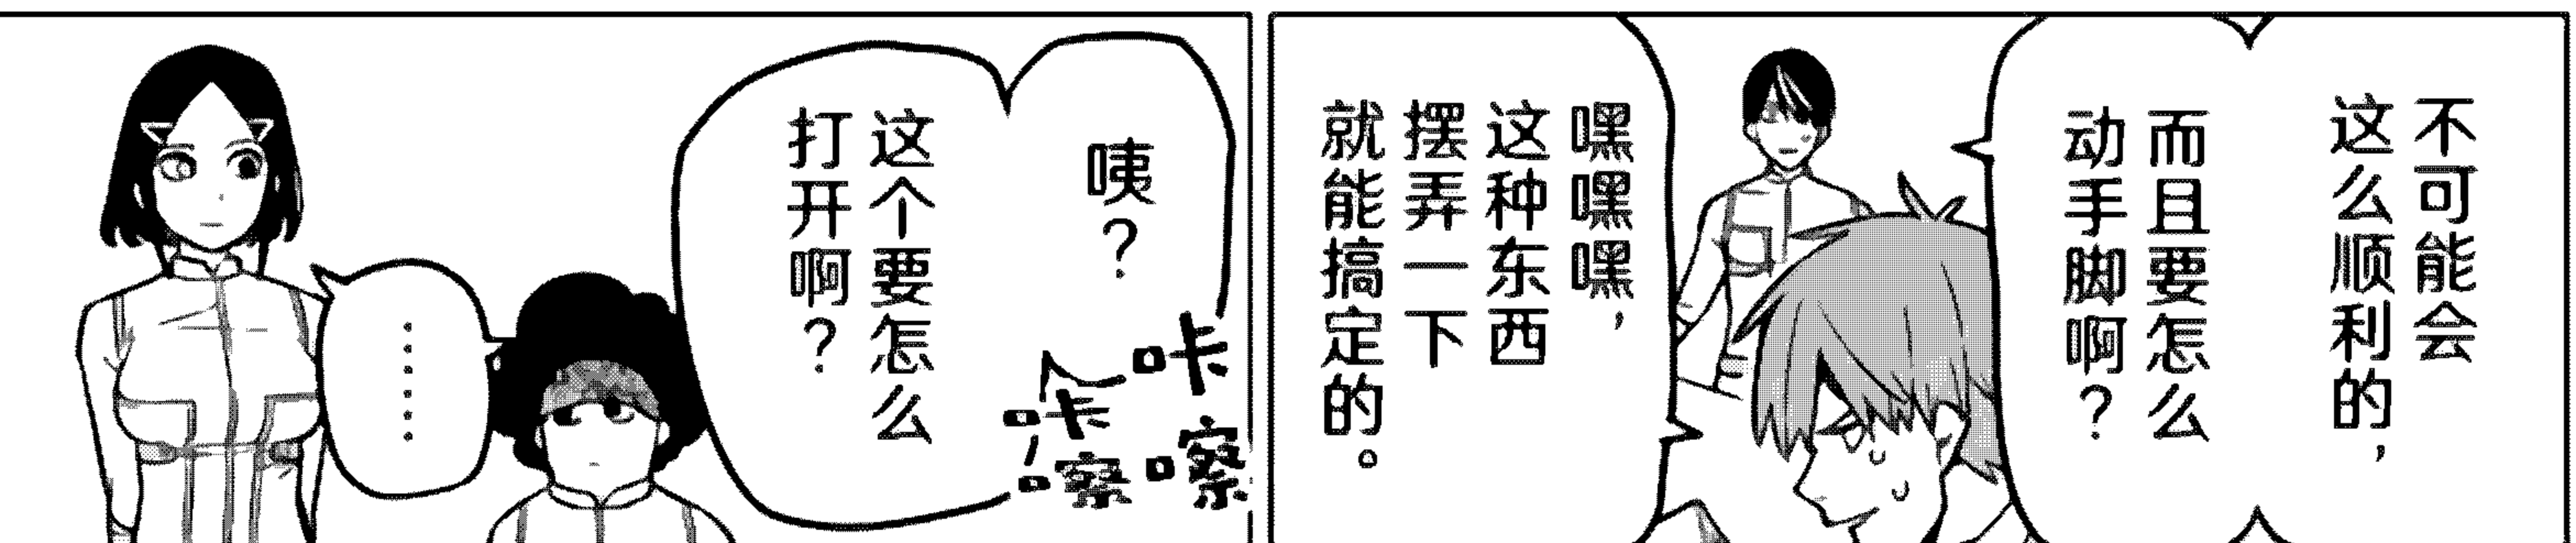 不可能会
这么顺利的，
而且要怎么
动手脚啊？
嘿嘿嘿，
这种东西
摆弄一下
就能搞定的。
咦？
这个要怎么
打开啊？
咔嚓
咔嚓
……